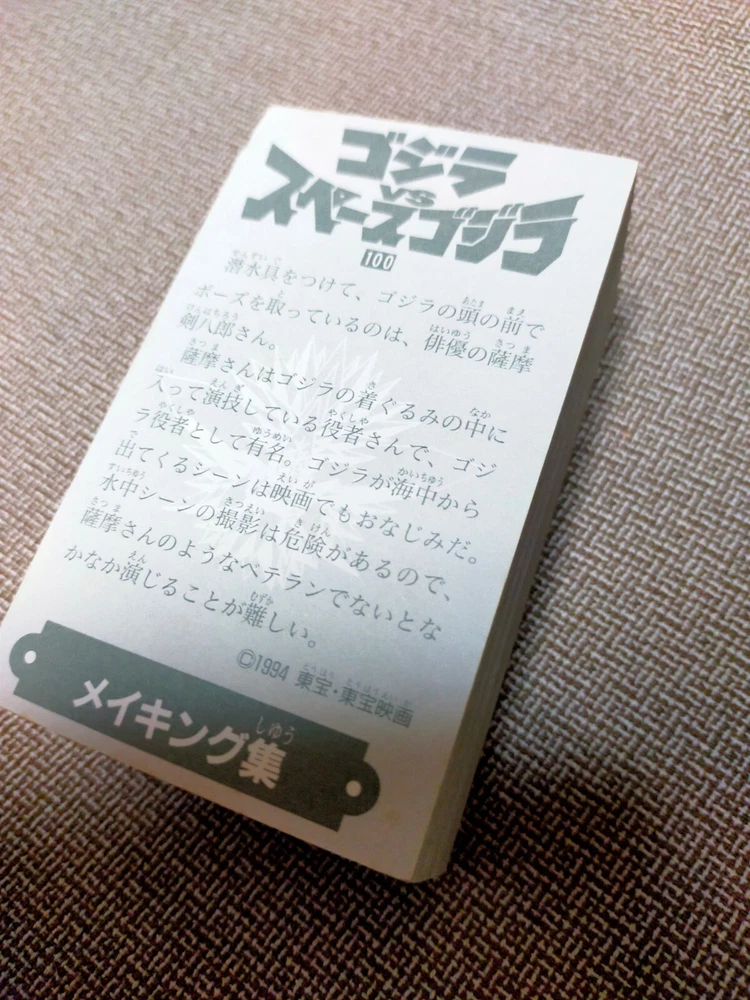 ゴジラ
VS
スペースゴジラ
100
潜水具をつけて、ゴジラの頭の前で
ポーズを取っているのは、俳優の薩摩
剣八郎さん。
薩摩さんはゴジラの着ぐるみの中に
入って演技している役者さんで、ゴジ
ラ役者として有名。ゴジラが海中から
出てくるシーンは映画でもおなじみだ。
水中シーンの撮影は危険があるので、
薩摩さんのようなベテランでないとな
かなか演じることが難しい。
©1994 東宝・東宝映画
メイキング集